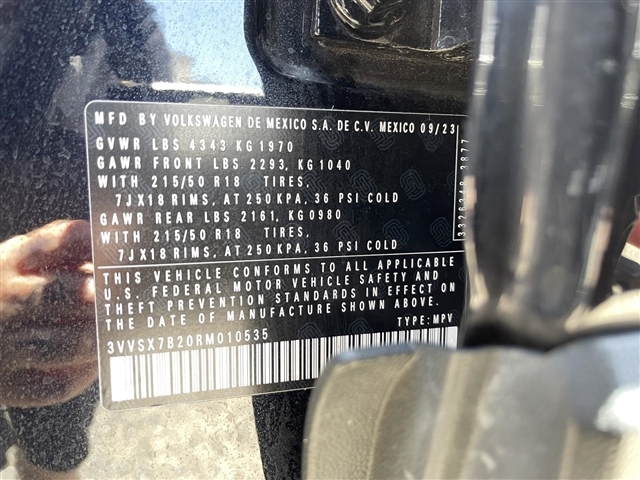 MFD BY VOLKSWAGEN DE MEXICO S.A. DE C.V. MEXICO 09/23
GVWR LBS 4343 KG 1970
GAWR FRONT LBS 2293, KG 1040
WITH 215/50 R18 TIRES,
7JX18 RIMS, AT 250 KPA, 36 PSI COLD
GAWR REAR LBS 2161, KG0980
WITH 215/50 R18 TIRES,
7JX18 RIMS, AT 250 KPA, 36 PSI COLD
THIS VEHICLE CONFORMS TO ALL APPLICABLE
U.S. FEDERAL MOTOR VEHICLE SAFETY AND
THEFT PREVENTION STANDARDS IN EFFECT ON
THE DATE OF MANUFACTURE SHOWN ABOVE.
3VVSX7B20RM010535 TYPE: MPV